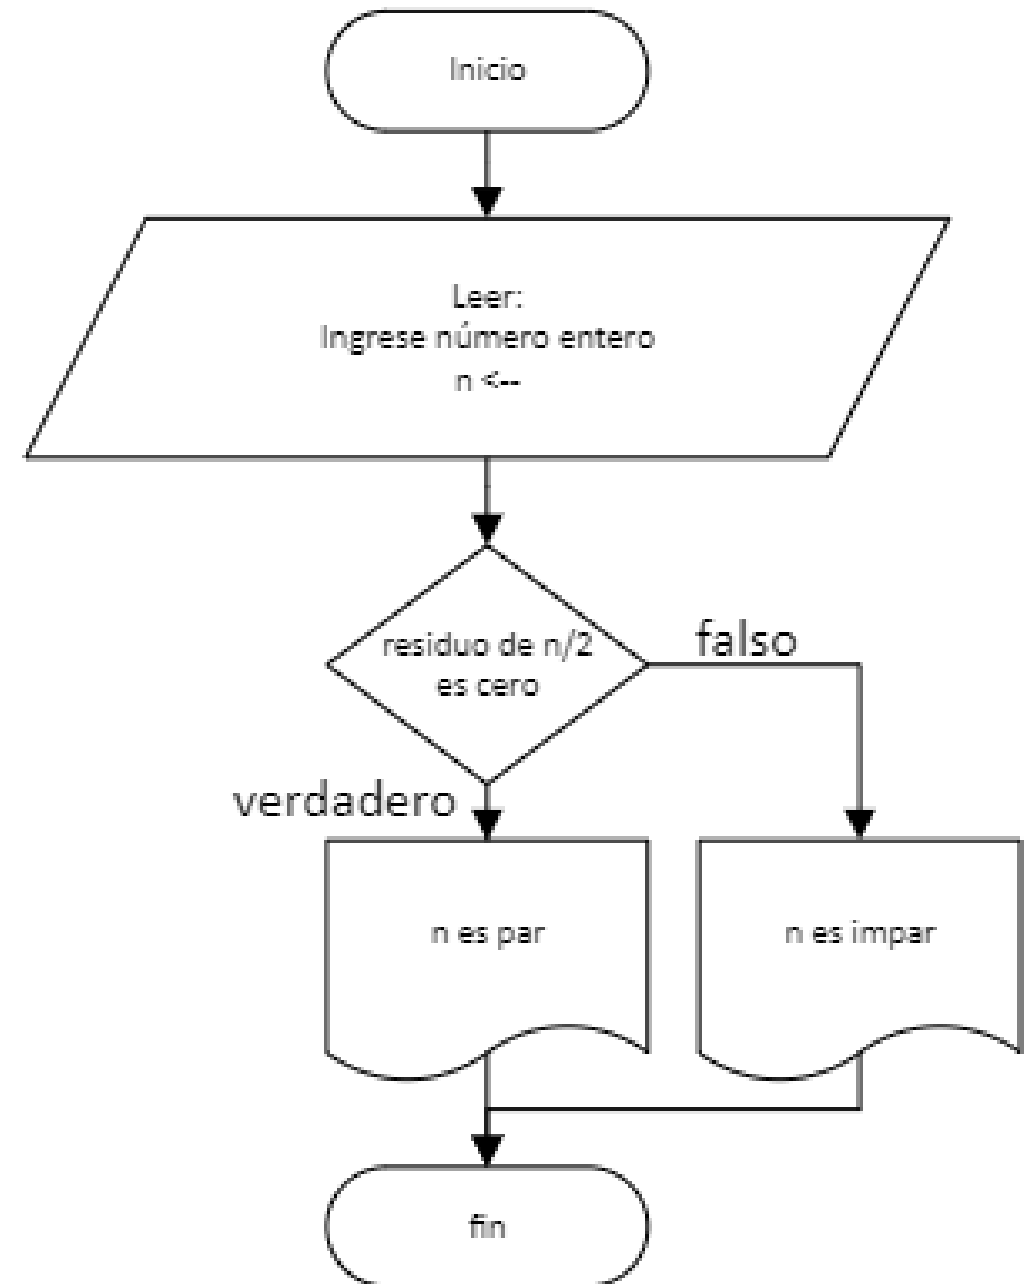 Inicio
Leer:
Ingrese número entero
n <--
residuo de n/2
es cero
falso
verdadero
n es par
n es impar
fin